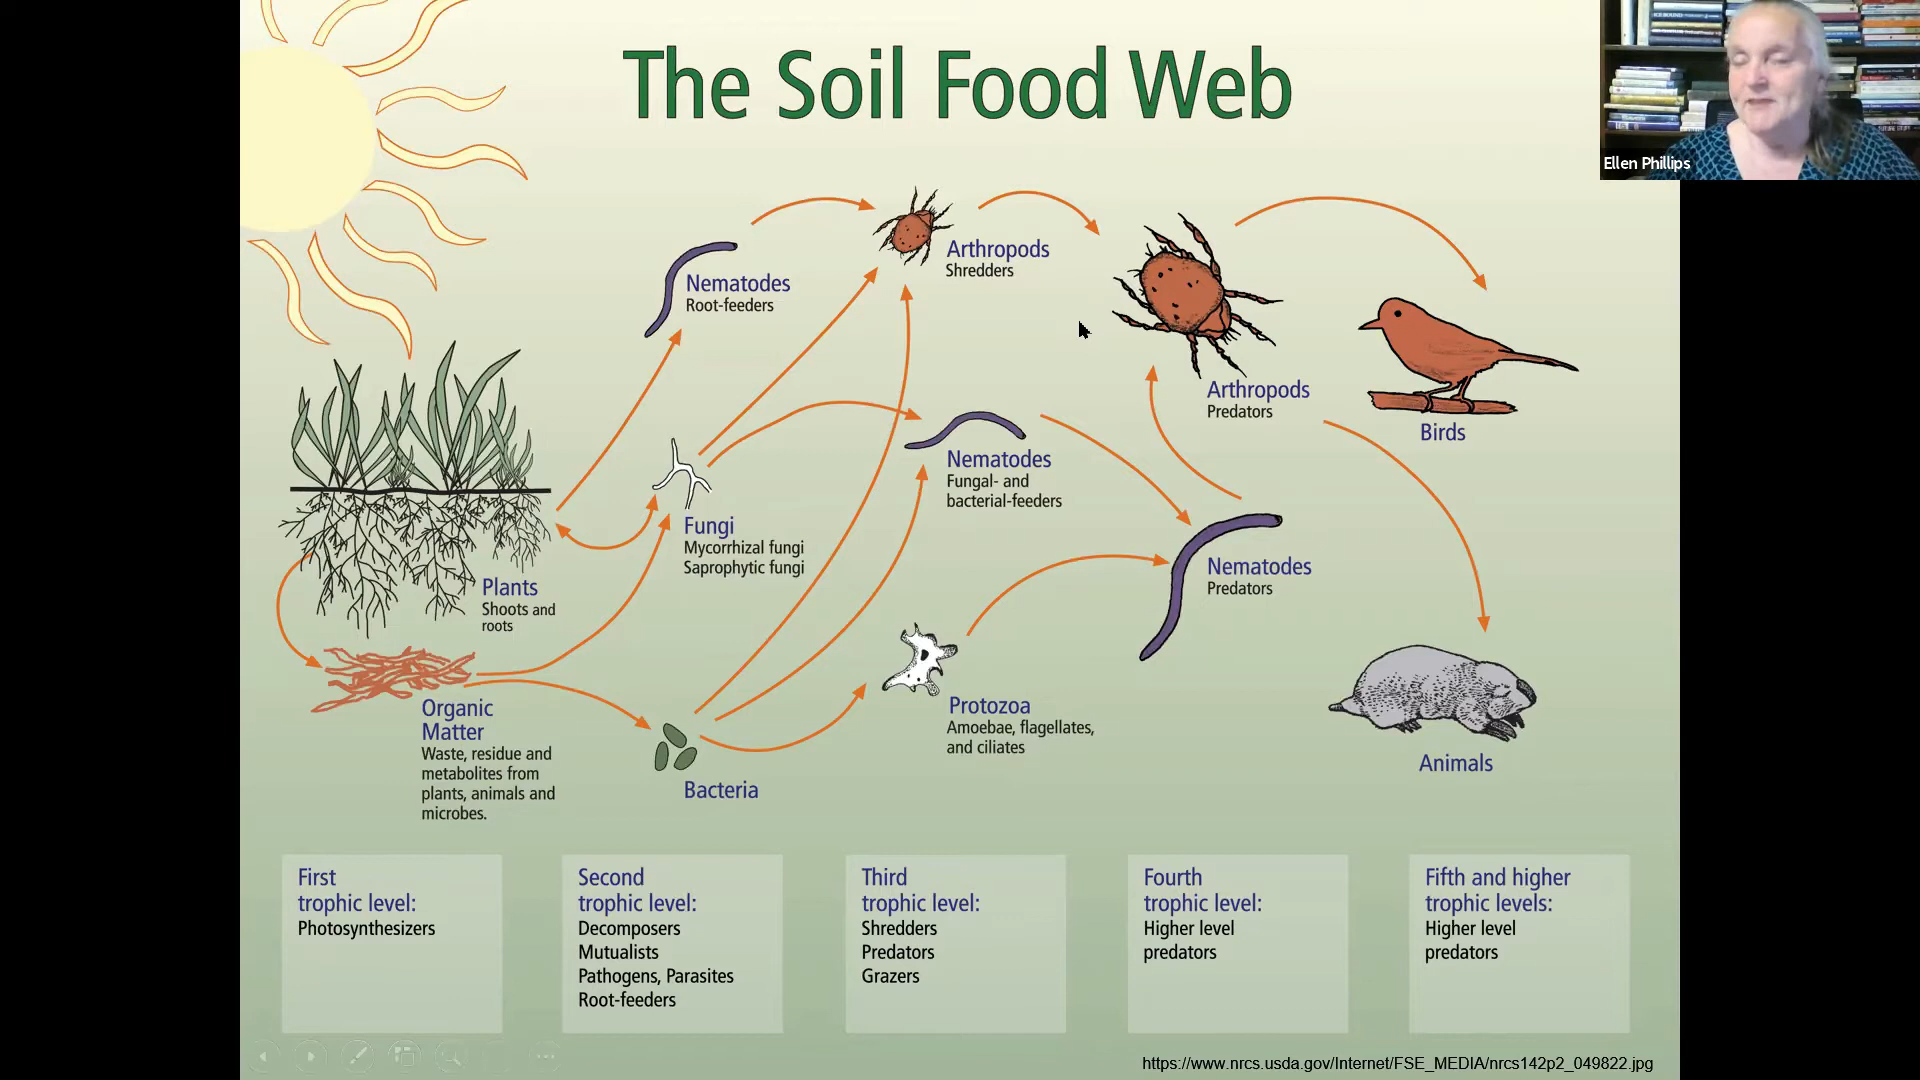 The Soil Food Web
Ellen Phillips
Arthropods
Shredders
Nematodes
Root-feeders
Arthropods
Predators
Birds
Nematodes
Fungal- and
bacterial-feeders
Fungi
Mycorrhizal fungi
Saprophytic fungi
Nematodes
Predators
Plants
Shoots and
roots
Organic
Matter
Waste, residue and
metabolites from
plants, animals and
microbes.
Protozoa
Amoebae, flagellates,
and ciliates
Bacteria
Animals
First
trophic level:
Photosynthesizers
Second
trophic level:
Decomposers
Mutualists
Pathogens, Parasites
Root-feeders
Third
trophic level:
Shredders
Predators
Grazers
Fourth
trophic level:
Higher level
predators
Fifth and higher
trophic levels:
Higher level
predators
https://www.nrcs.usda.gov/Internet/FSE_MEDIA/nrcs142p2_049822.jpg